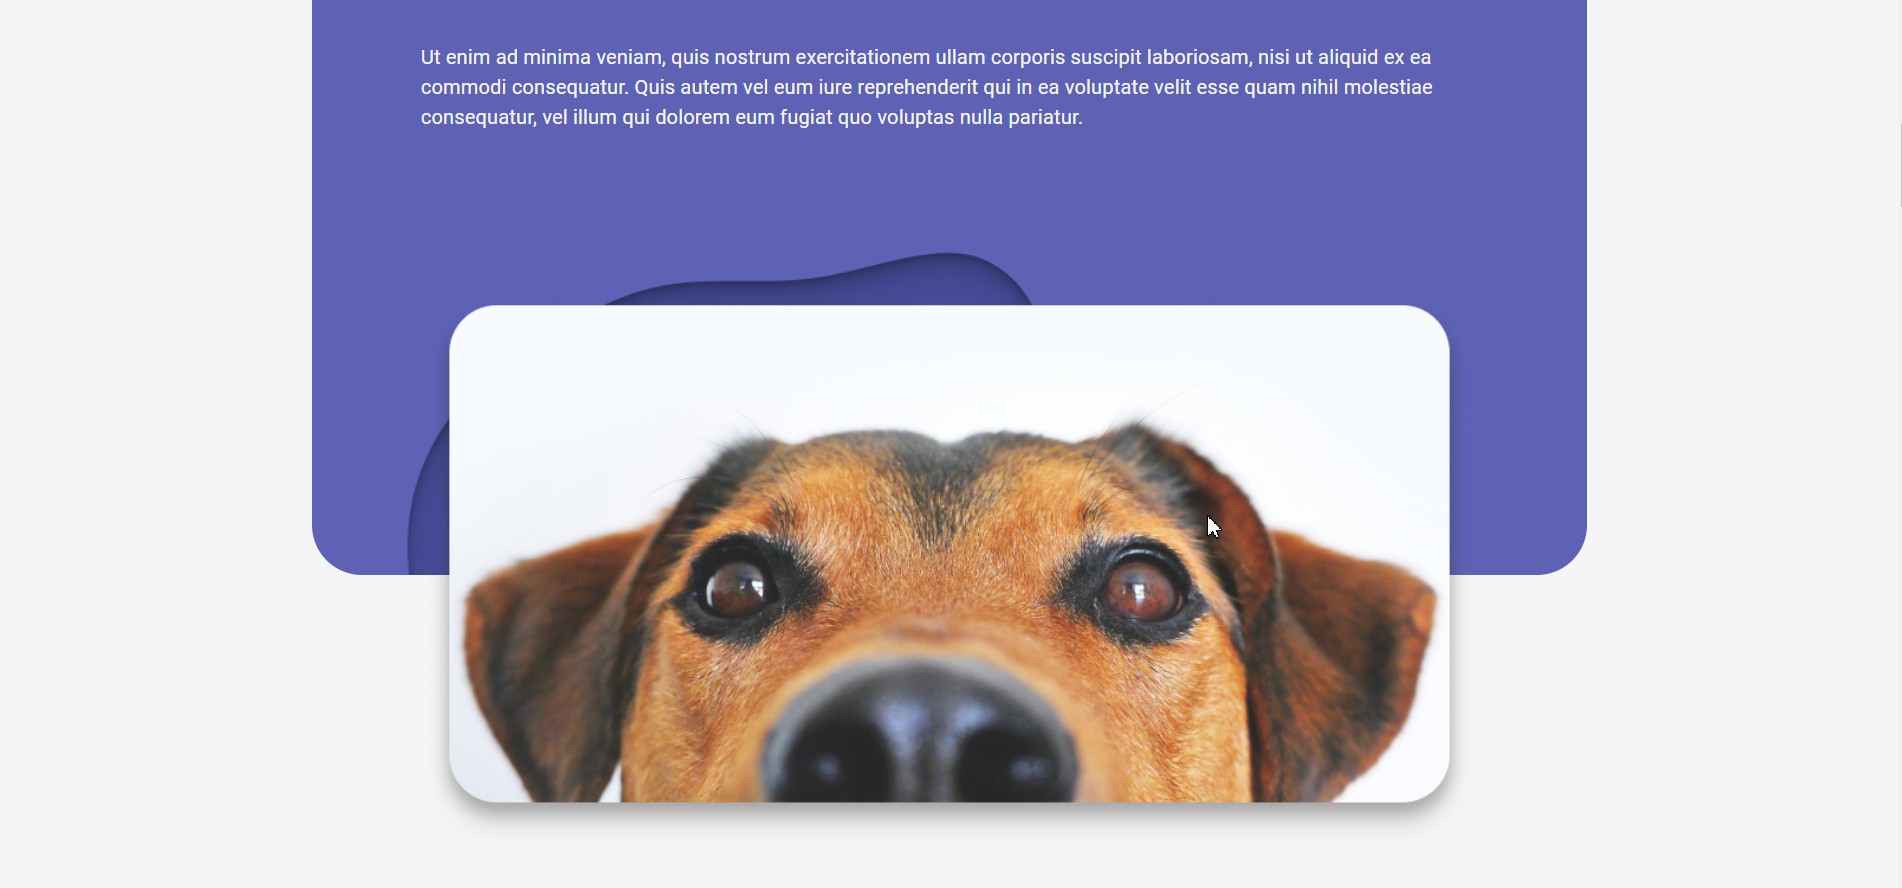 Ut enim ad minima veniam, quis nostrum exercitationem ullam corporis suscipit laboriosam, nisi ut aliquid ex ea
commodi consequatur. Quis autem vel eum iure reprehenderit qui in ea voluptate velit esse quam nihil molestiae
consequatur, vel illum qui dolorem eum fugiat quo voluptas nulla pariatur.